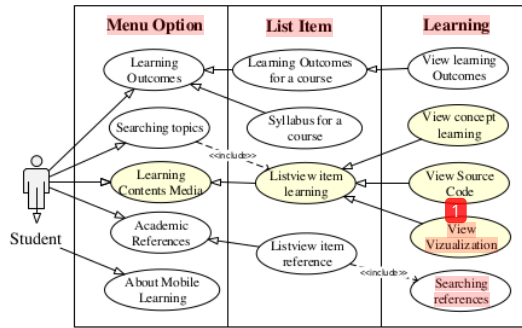 Menu Option
List Item
Learning
Learning
Outcomes
Learning Outcomes
for a course
View learning
Outcomes
Searching topics
Syllabus for a
course
View concept
learning
<<include>>
Learning
Contents Media
Listview item
learning
View Source
Code
1
View
Vizualization
Student
Academic
References
Listview item
reference
<<include>>
About Mobile
Learning
Searching
references